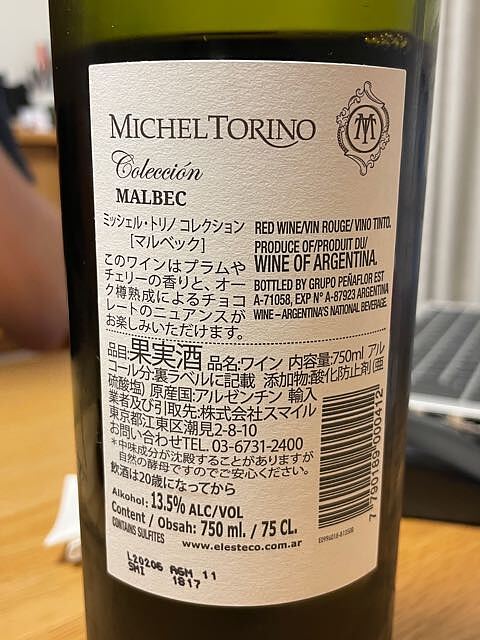 MICHEL TORINO
MT
Colección
MALBEC
ミッシェル・トリノ コレクション
[マルベック]
このワインはプラムや
チェリーの香りと、オー
ク樽熟成によるチョコ
レートのニュアンスが
お楽しみいただけます。
RED WINE/VIN ROUGE/ VINO TINTO.
PRODUCE OF/PRODUIT DU/
WINE OF ARGENTINA.
BOTTLED BY GRUPO PEÑAFLOR EST
A-71058, EXP N° A-87923 ARGENTINA
WINE – ARGENTINA'S NATIONAL BEVERAGE.
品目:果実酒 品名:ワイン 内容量:750ml アル
コール分:裏ラベルに記載 添加物:酸化防止剤(亜
硫酸塩) 原産国:アルゼンチン 輸入
業者及び引取先:株式会社スマイル
東京都江東区潮見2-8-10
お問い合わせTEL. 03-6731-2400
*中味成分が沈殿することがありますが
自然の酵母ですのでご安心ください。
飲酒は20歳になってから
Alkohol: 13.5% ALC/VOL
Content / Obsah: 750 ml. / 75 CL.
CONTAINS SULFITES
www.elesteco.com.ar
7 790189 000412
L20206 AGM 11
SMI 1817